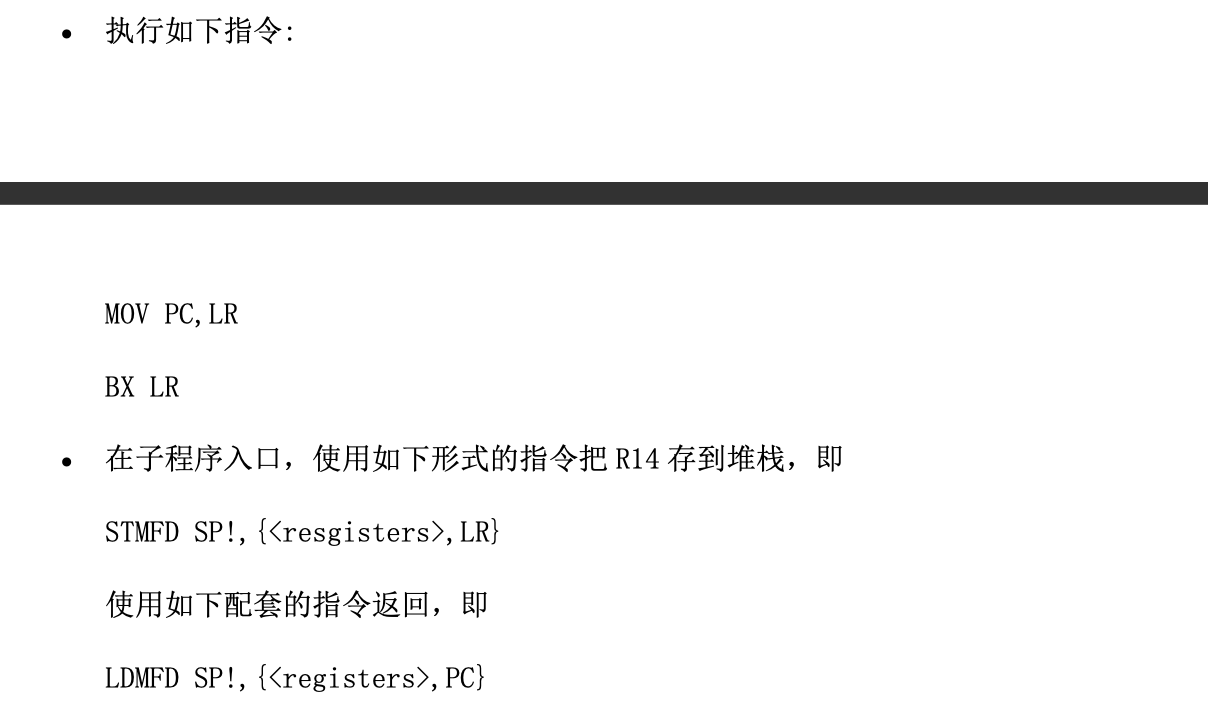 • 执行如下指令:
MOV PC,LR
BX LR
• 在子程序入口，使用如下形式的指令把 R14 存到堆栈，即
STMFD SP!,{<resgisters>,LR}
使用如下配套的指令返回，即
LDMFD SP!,{<registers>,PC}